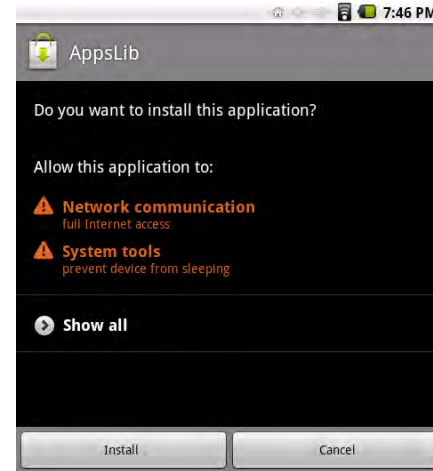 7:46 PM
AppsLib
Do you want to install this application?
Allow this application to:
Network communication
full Internet access
System tools
prevent device from sleeping
Show all
Install
Cancel